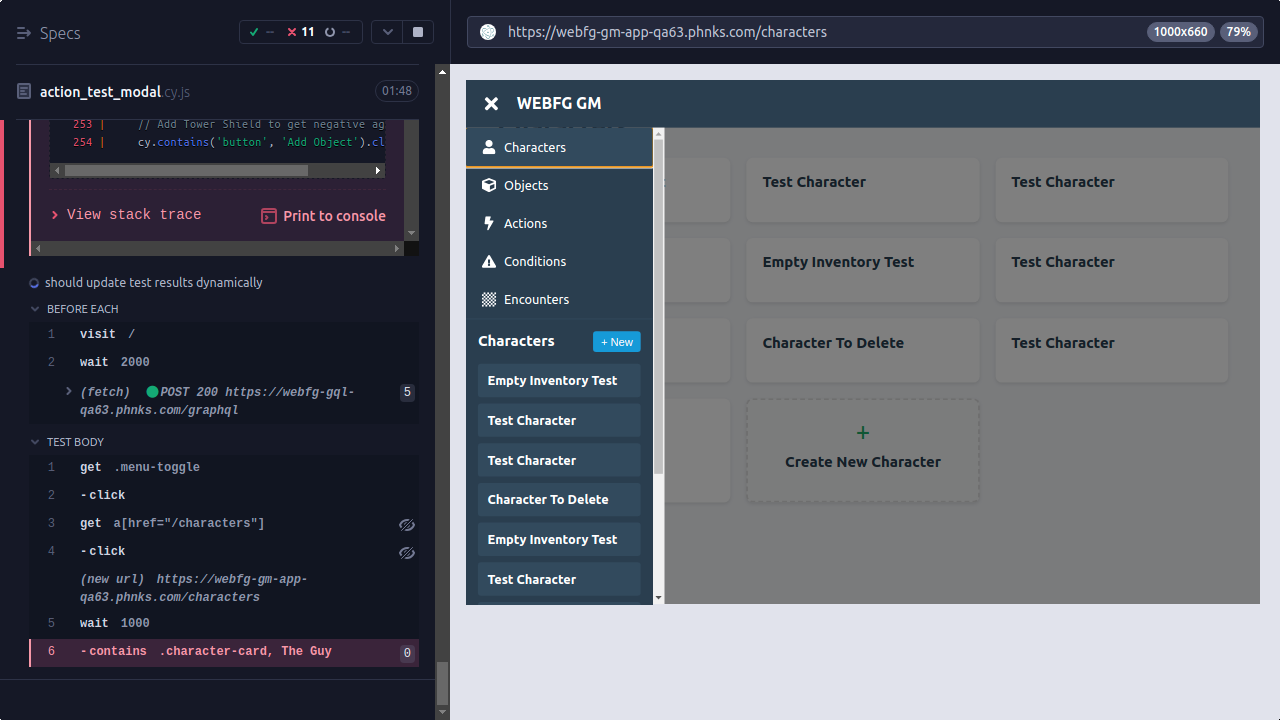 Specs
-- 11 --
https://webfg-gm-app-qa63.phnks.com/characters
1000x660
79%
action_test_modal.cy.js
01:48
253 | // Add Tower Shield to get negative ag
254 | cy.contains('button', 'Add Object').cl
View stack trace
Print to console
should update test results dynamically
BEFORE EACH
1 visit /
2 wait 2000
(fetch) POST 200 https://webfg-gql-
qa63.phnks.com/graphql
5
TEST BODY
1 get .menu-toggle
2 -click
3 get a[href="/characters"]
4 -click
(new url) https://webfg-gm-app-
qa63.phnks.com/characters
5 wait 1000
6 -contains .character-card, The Guy
0
WEBFG GM
Characters
Objects
Actions
Conditions
Encounters
Characters
+ New
Empty Inventory Test
Test Character
Test Character
Character To Delete
Empty Inventory Test
Test Character
Test Character
Test Character
Empty Inventory Test
Test Character
Character To Delete
Test Character
+
Create New Character